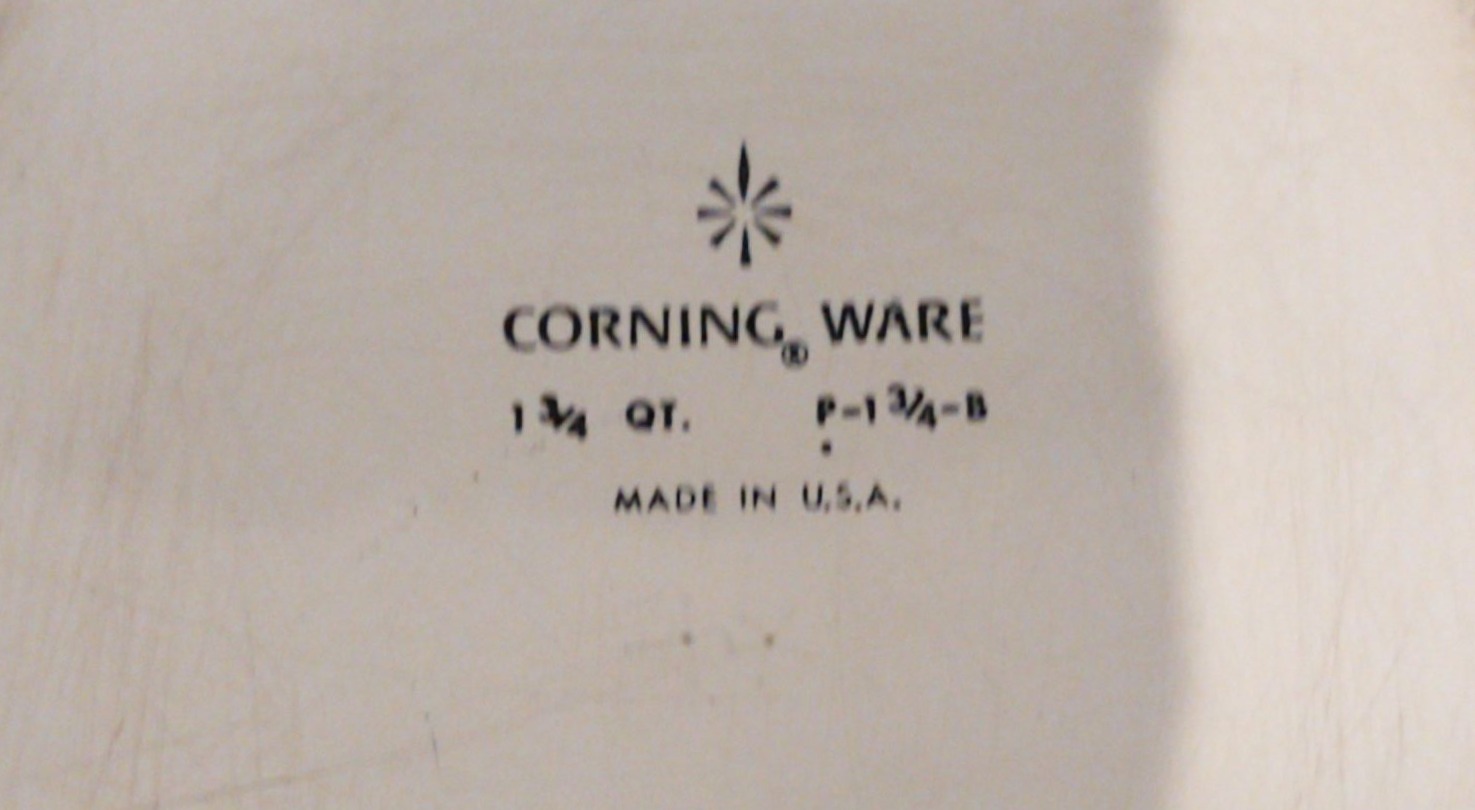 CORNING® WARE
1 3/4 QT. P-1 3/4-B
MADE IN U.S.A.